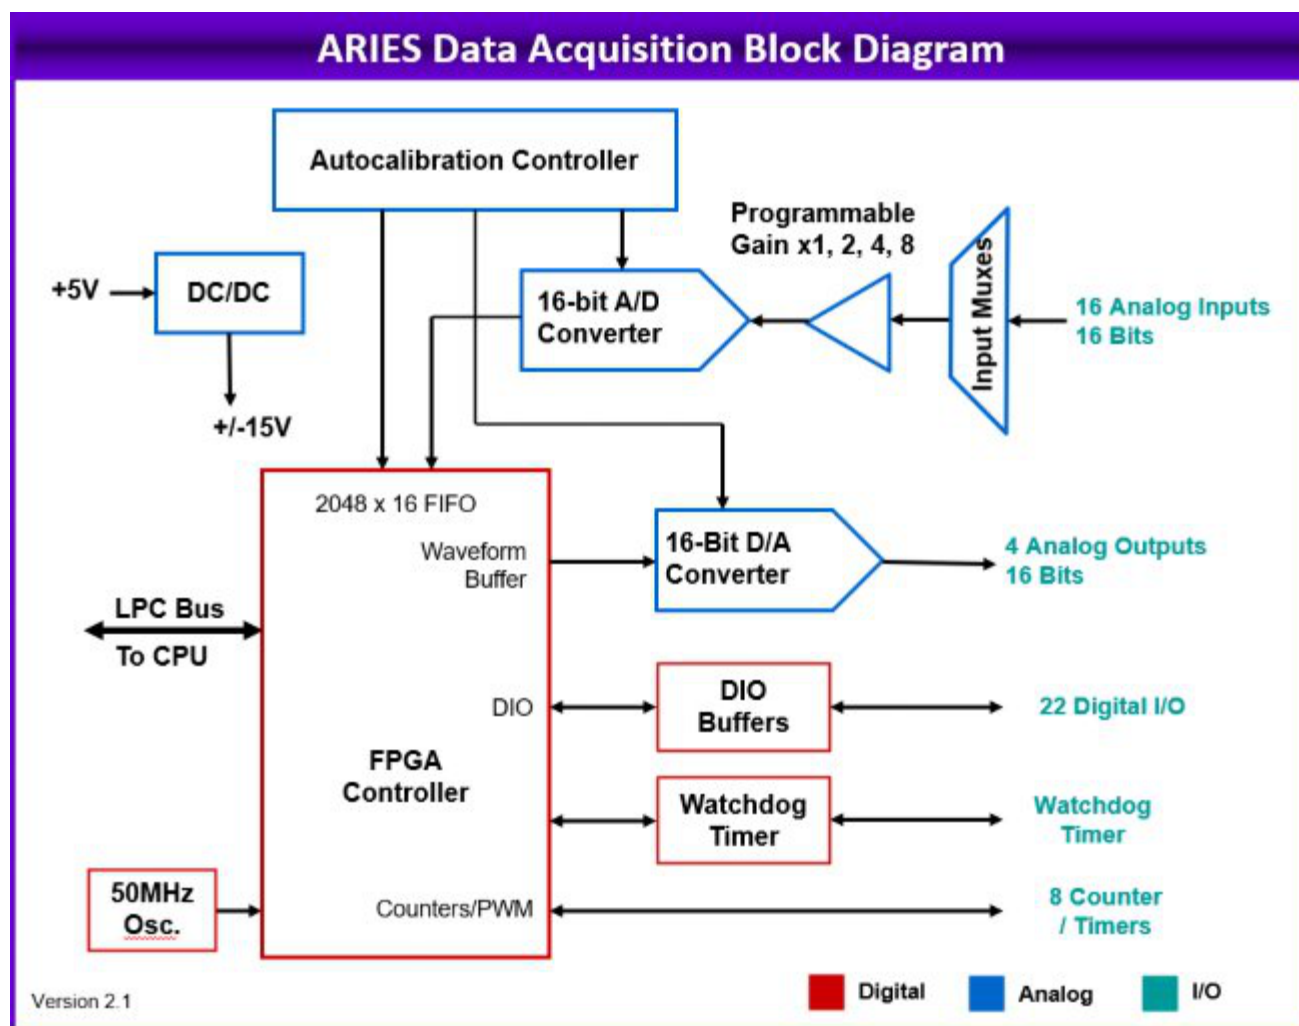 ARIES Data Acquisition Block Diagram
Autocalibration Controller
Programmable
Gain x1, 2, 4, 8
Input Muxes
+5V
DC/DC
16-bit A/D
Converter
16 Analog Inputs
16 Bits
+/-15V
2048 x 16 FIFO
Waveform
Buffer
16-Bit D/A
Converter
4 Analog Outputs
16 Bits
LPC Bus
To CPU
DIO
DIO
Buffers
22 Digital I/O
FPGA
Controller
Watchdog
Timer
Watchdog
Timer
50MHz
Osc.
Counters/PWM
8 Counter
/ Timers
Version 2.1
Digital
Analog
I/O